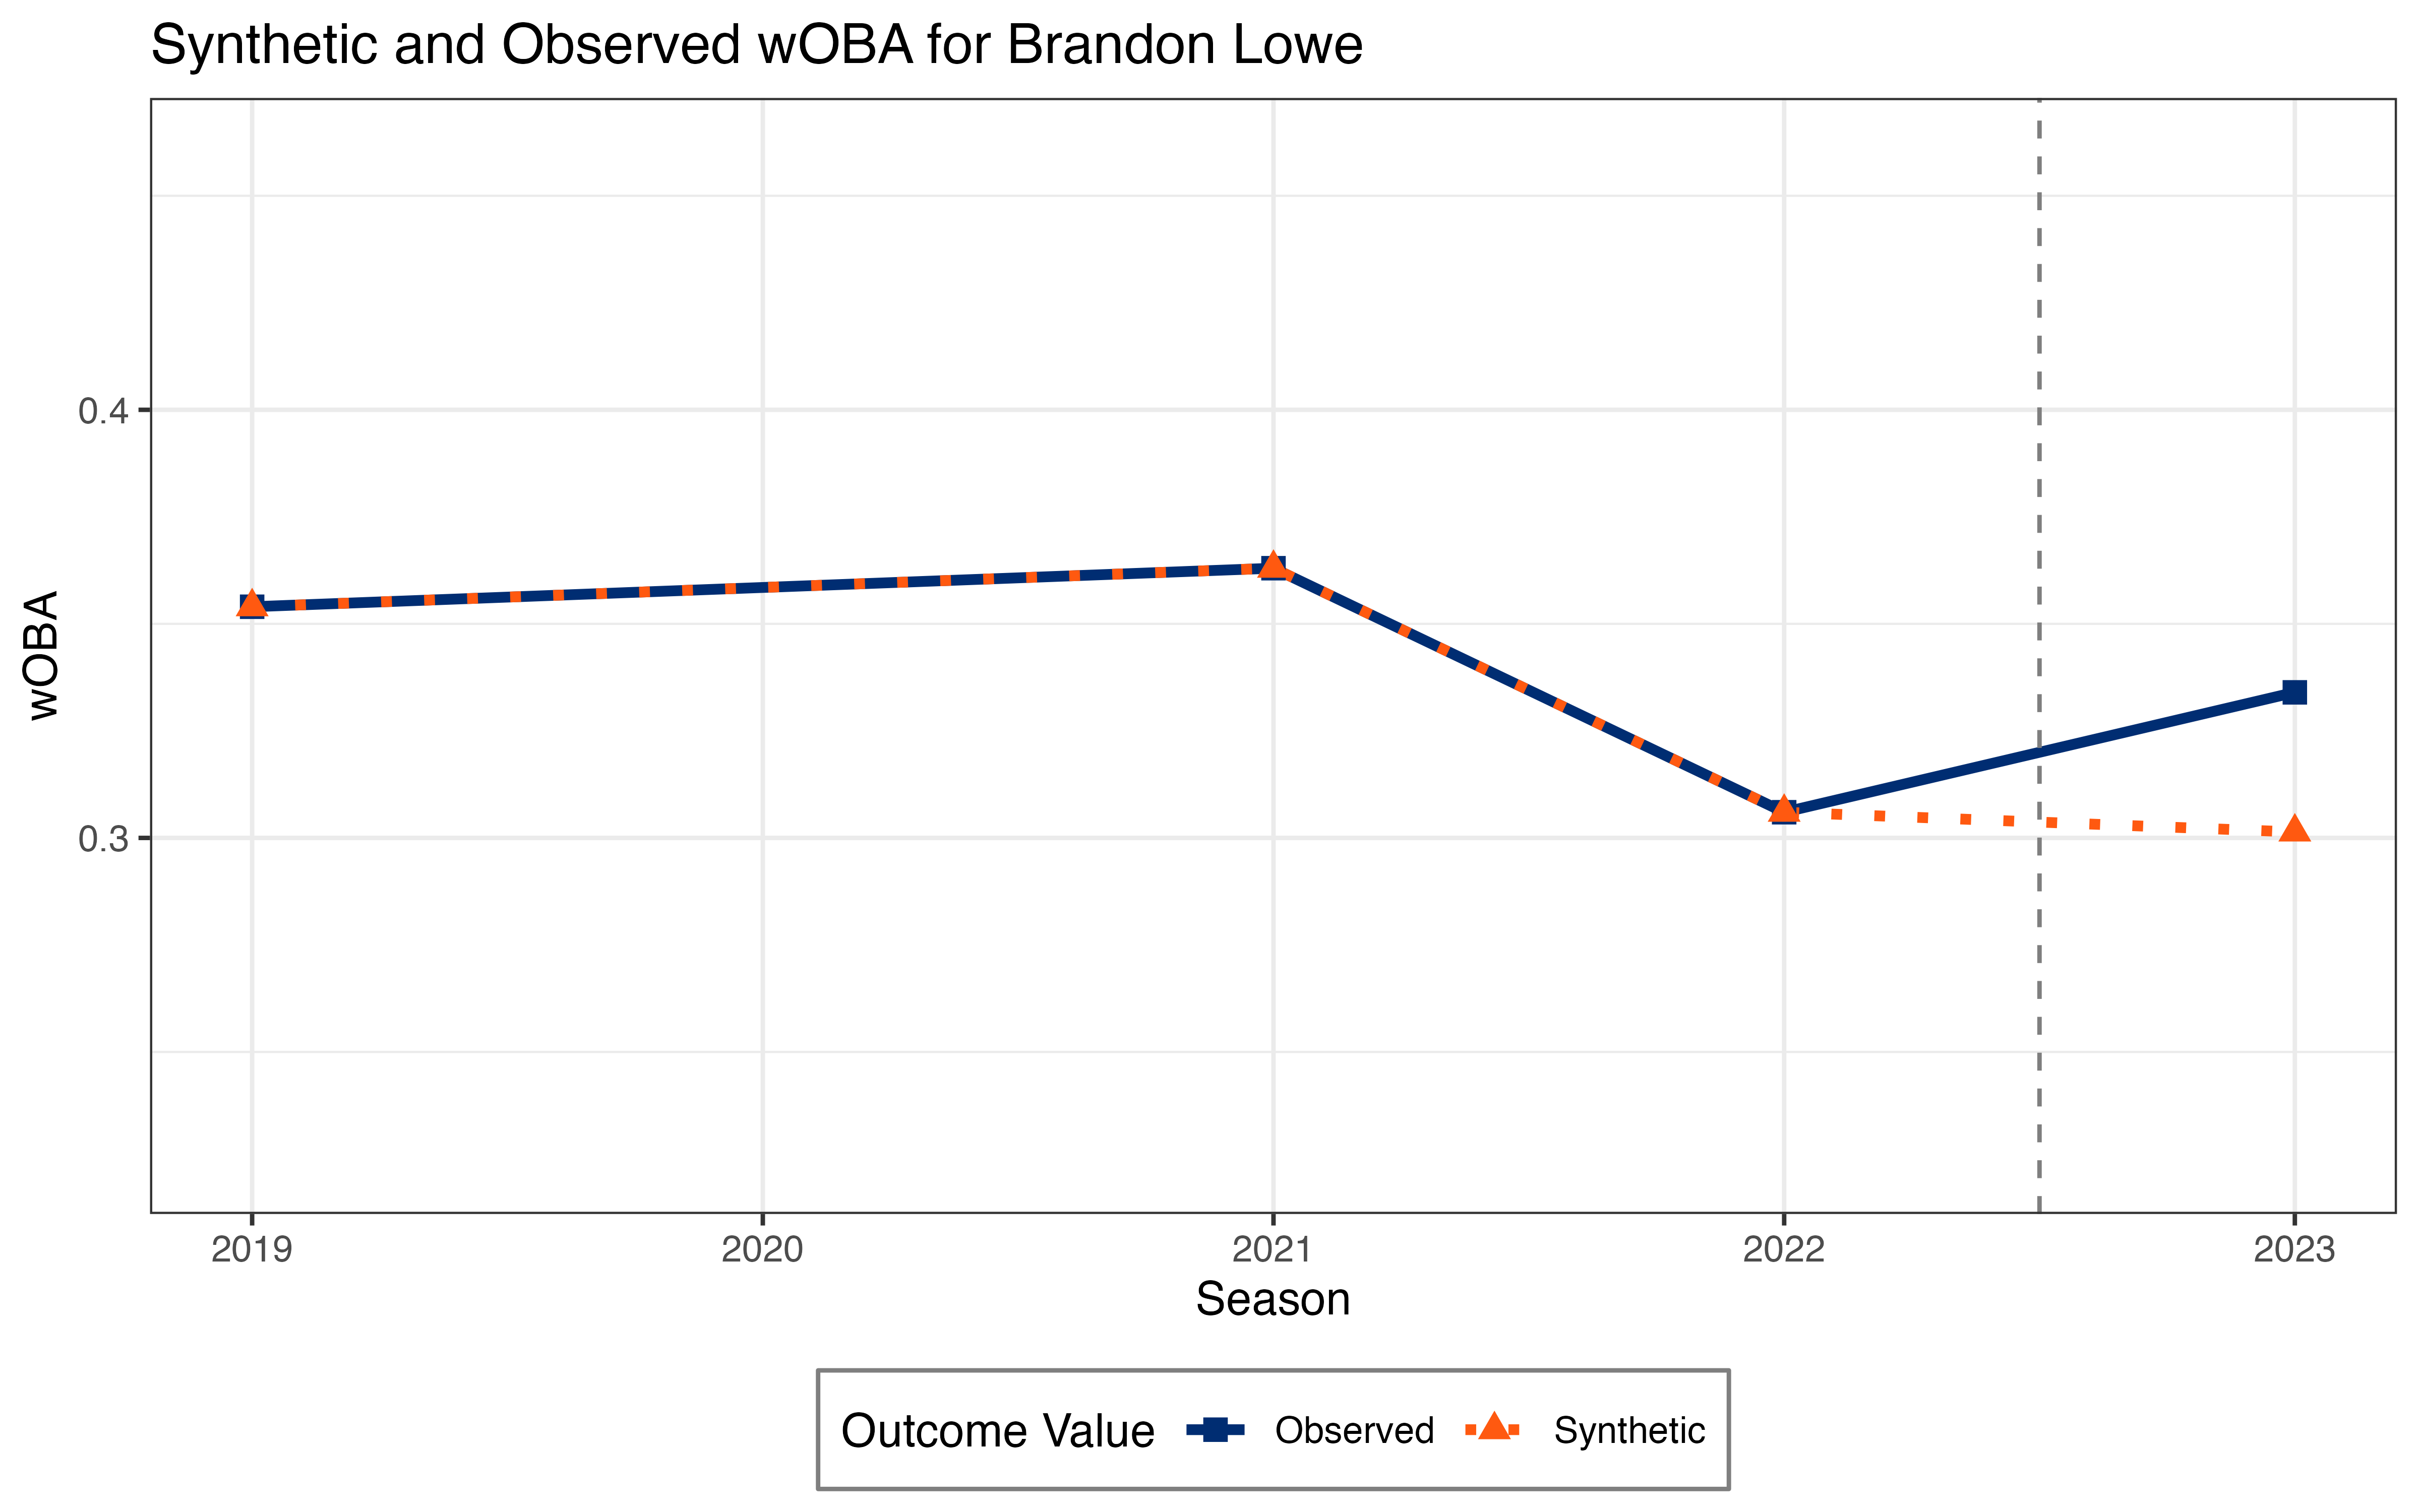 Synthetic and Observed wOBA for Brandon Lowe
wOBA
0.4
0.3
2019 2020 2021 2022 2023
Season
Outcome Value Observed Synthetic